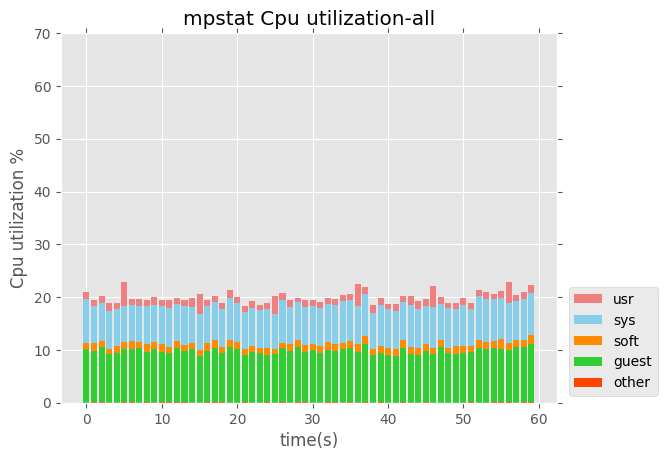 mpstat Cpu utilization-all
70
60
50
40
30
20
10
0
Cpu utilization %
0 10 20 30 40 50 60
time(s)
usr
sys
soft
guest
other